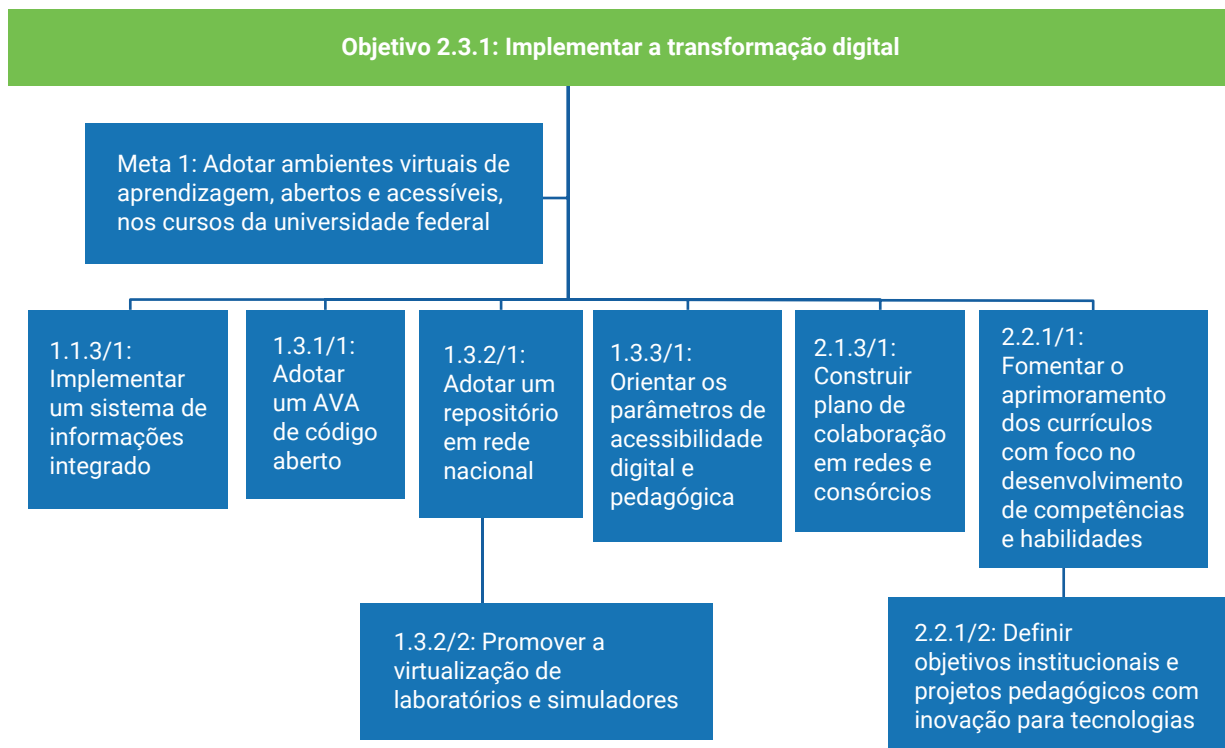 Objetivo 2.3.1: Implementar a transformação digital
Meta 1: Adotar ambientes virtuais de
aprendizagem, abertos e acessíveis,
nos cursos da universidade federal
1.1.3/1:
Implementar
um sistema de
informações
integrado
1.3.1/1:
Adotar
um AVA
de código
aberto
1.3.2/1:
Adotar um
repositório
em rede
nacional
1.3.3/1:
Orientar os
parâmetros de
acessibilidade
digital e
pedagógica
2.1.3/1:
Construir
plano de
colaboração
em redes e
consórcios
2.2.1/1:
Fomentar o
aprimoramento
dos currículos
com foco no
desenvolvimento
de competências
e habilidades
1.3.2/2: Promover a
virtualização de
laboratórios e simuladores
2.2.1/2: Definir
objetivos institucionais e
projetos pedagógicos com
inovação para tecnologias